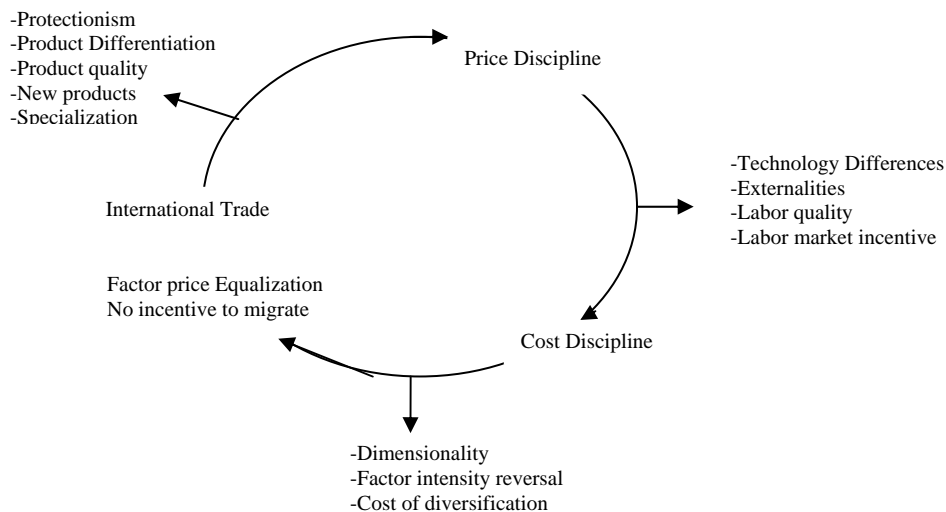 -Protectionism
-Product Differentiation
-Product quality
-New products
-Specialization
Price Discipline
-Technology Differences
-Externalities
-Labor quality
-Labor market incentive
International Trade
Factor price Equalization
No incentive to migrate
Cost Discipline
-Dimensionality
-Factor intensity reversal
-Cost of diversification